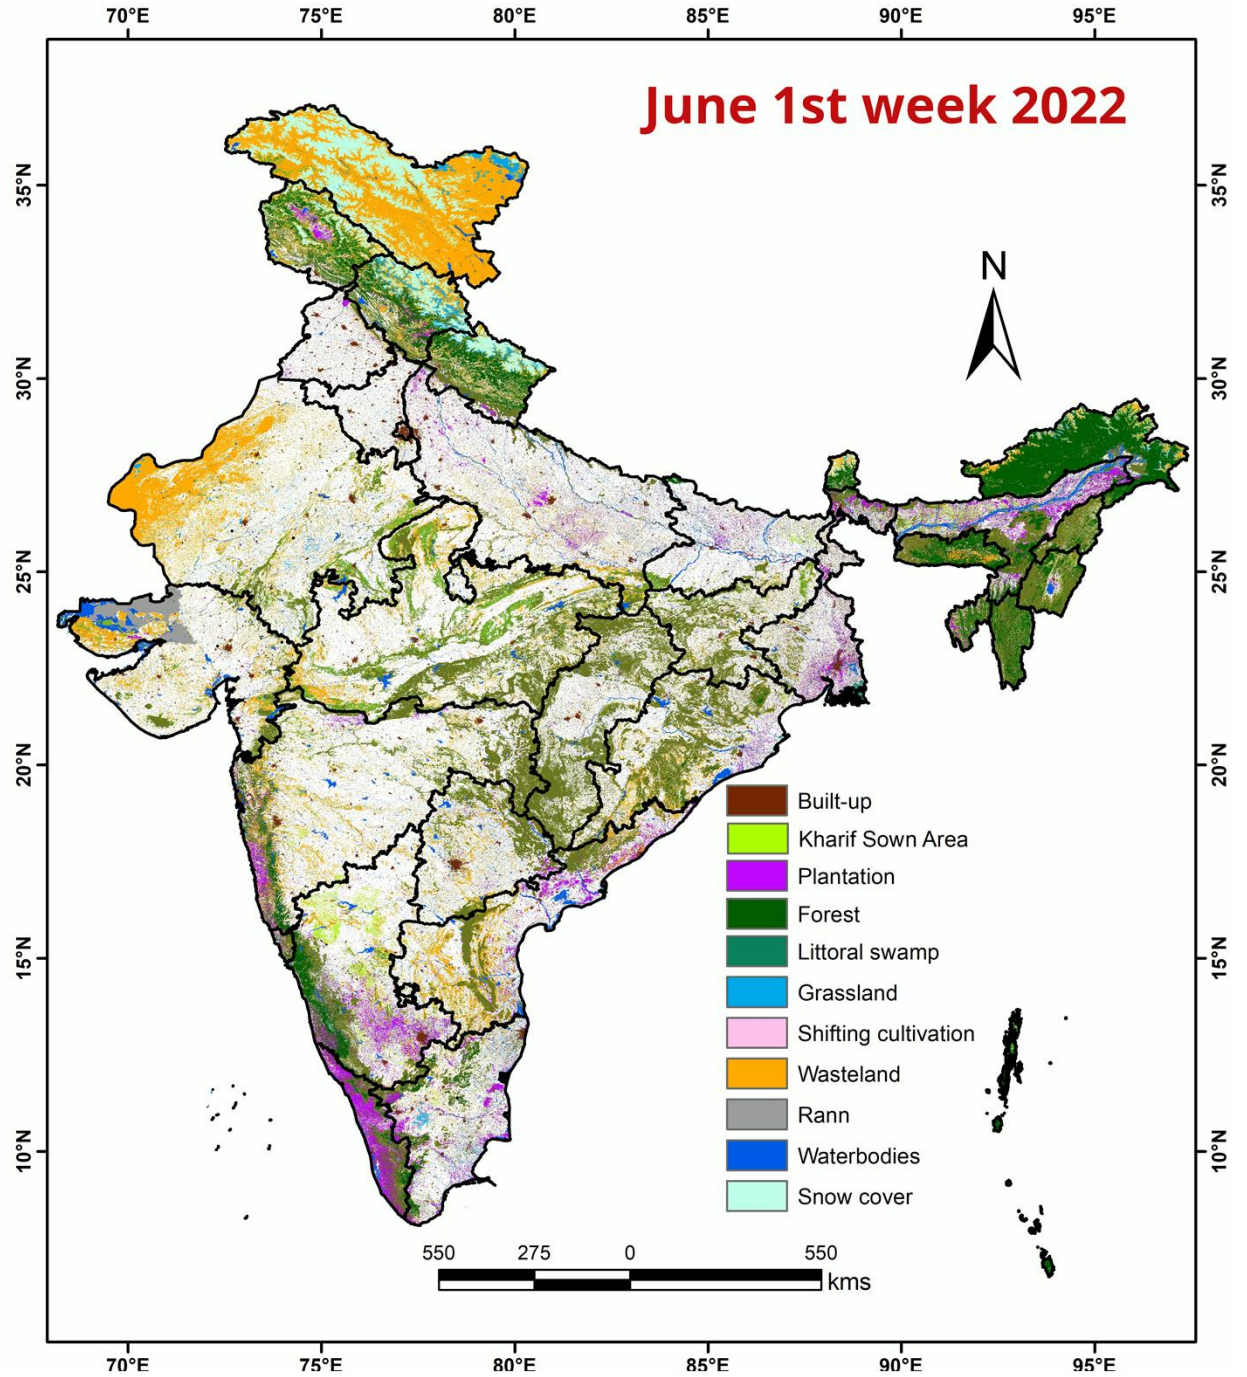 70°E 75°E 80°E 85°E 90°E 95°E
June 1st week 2022
35°N 35°N
N
30°N 30°N
25°N 25°N
20°N 20°N
Built-up
Kharif Sown Area
Plantation
Forest
15°N 15°N
Littoral swamp
Grassland
Shifting cultivation
Wasteland
Rann
10°N 10°N
Waterbodies
Snow cover
550 275 0 550
kms
70°E 75°E 80°E 85°E 90°E 95°E